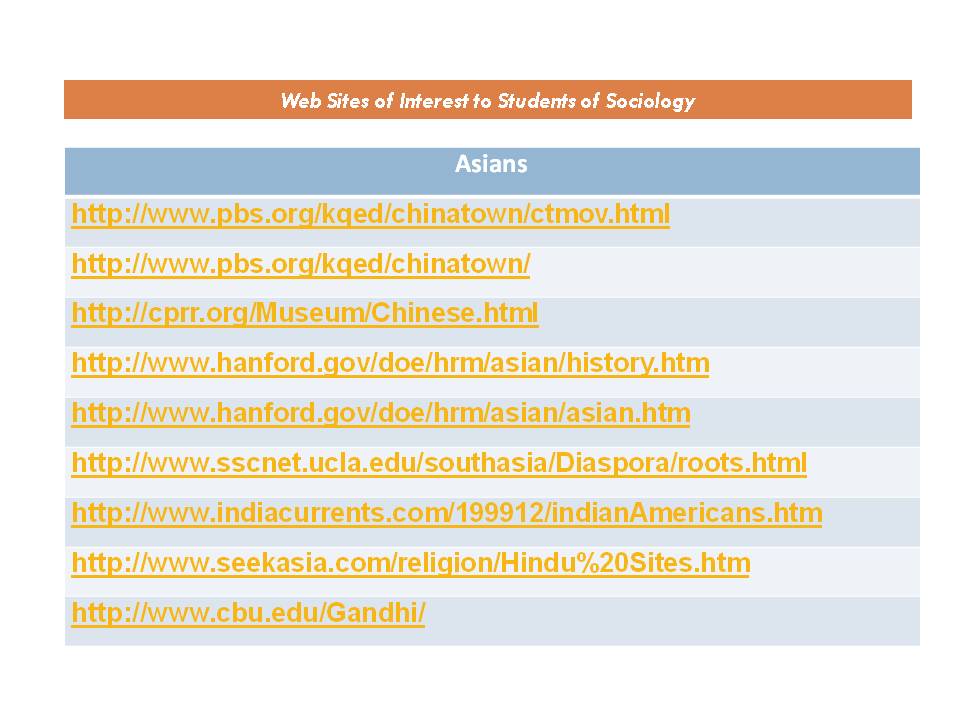 Web Sites of Interest to Students of Sociology
Asians
http://www.pbs.org/kqed/chinatown/ctmov.html
http://www.pbs.org/kqed/chinatown/
http://cprr.org/Museum/Chinese.html
http://www.hanford.gov/doe/hrm/asian/history.htm
http://www.hanford.gov/doe/hrm/asian/asian.htm
http://www.sscnet.ucla.edu/southasia/Diaspora/roots.html
http://www.indiacurrents.com/199912/indianAmericans.htm
http://www.seekasia.com/religion/Hindu%20Sites.htm
http://www.cbu.edu/Gandhi/